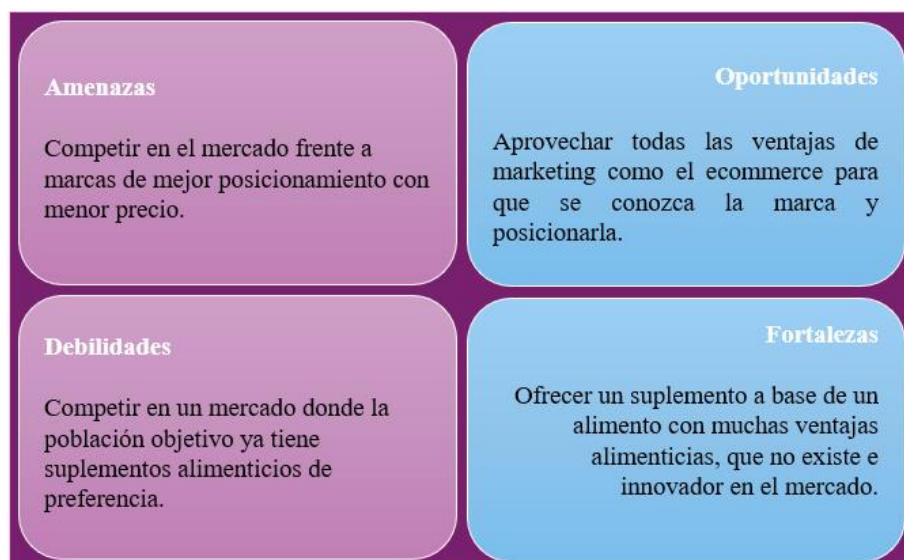 Amenazas
Competir en el mercado frente a
marcas de mejor posicionamiento con
menor precio.
Oportunidades
Aprovechar todas las ventajas de
marketing como el ecommerce para
que se conozca la marca y
posicionarla.
Debilidades
Competir en un mercado donde la
población objetivo ya tiene
suplementos alimenticios de
preferencia.
Fortalezas
Ofrecer un suplemento a base de un
alimento con muchas ventajas
alimenticias, que no existe e
innovador en el mercado.